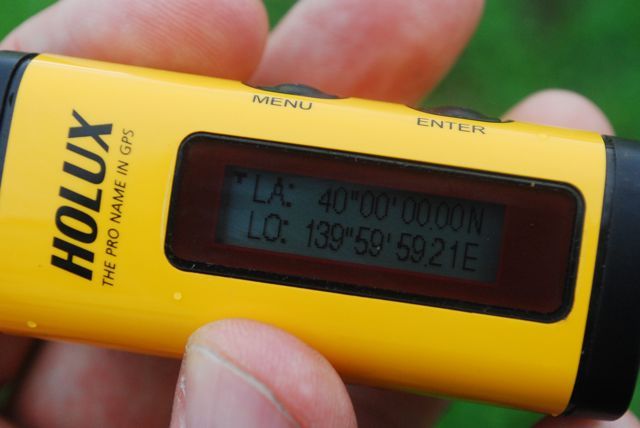 HOLUX
THE PRO NAME IN GPS
MENU
ENTER
LA: 40"00'00.00N
LO: 139"59'59.21E